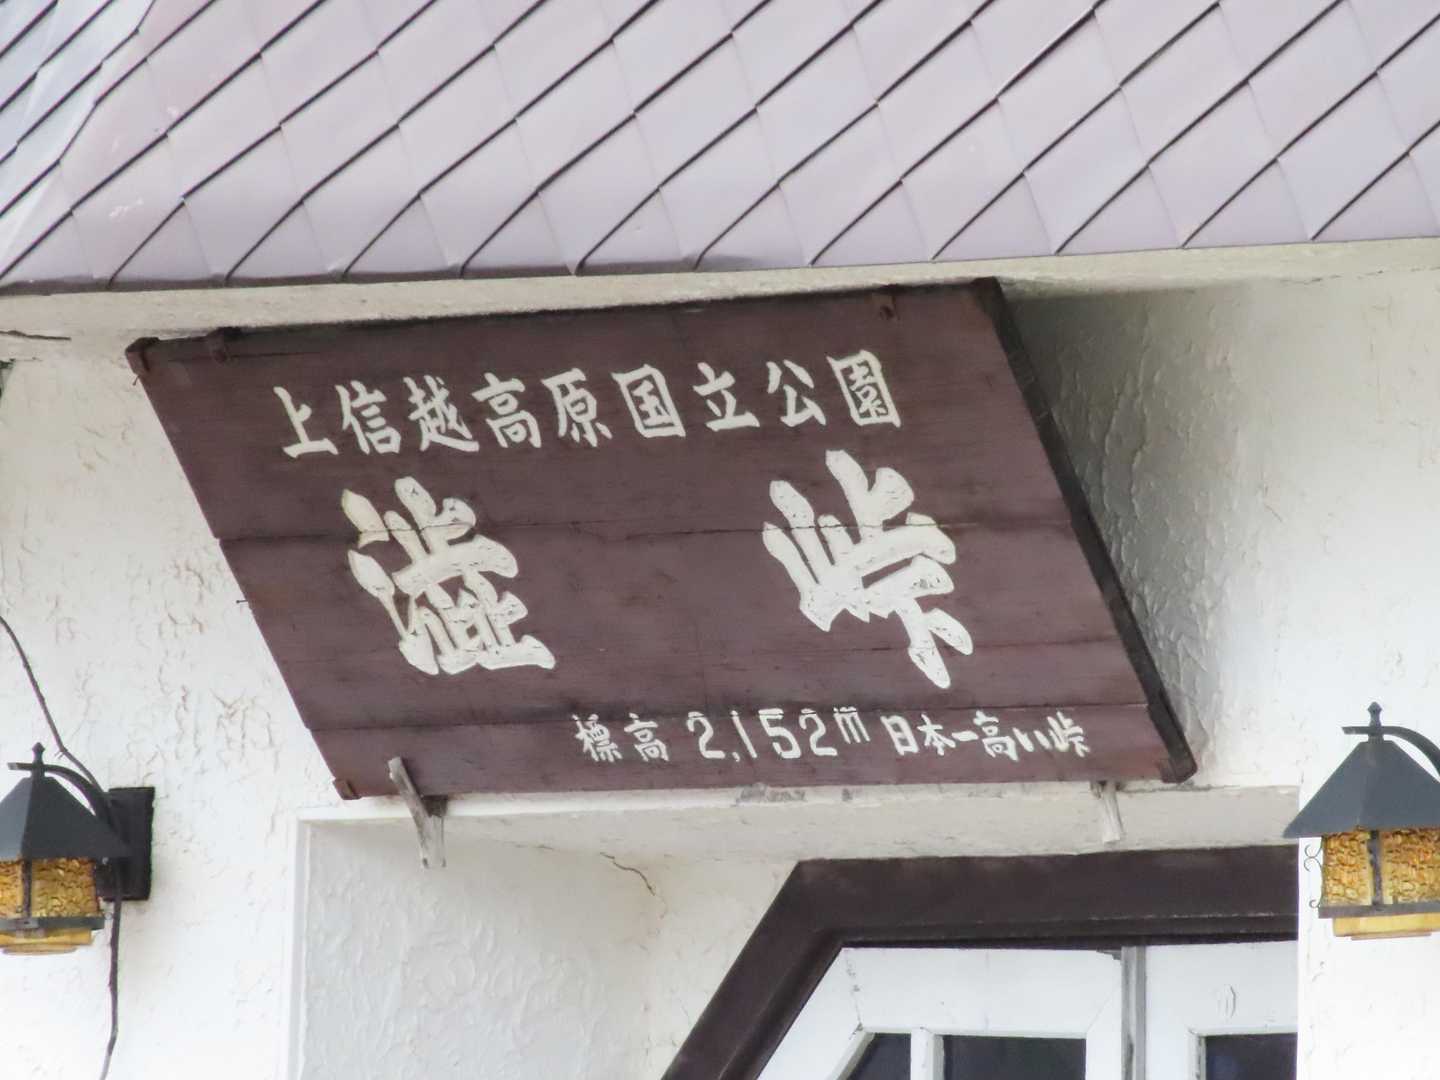 上信越高原国立公園
渋峠
標高 2,152m 日本一高い峠